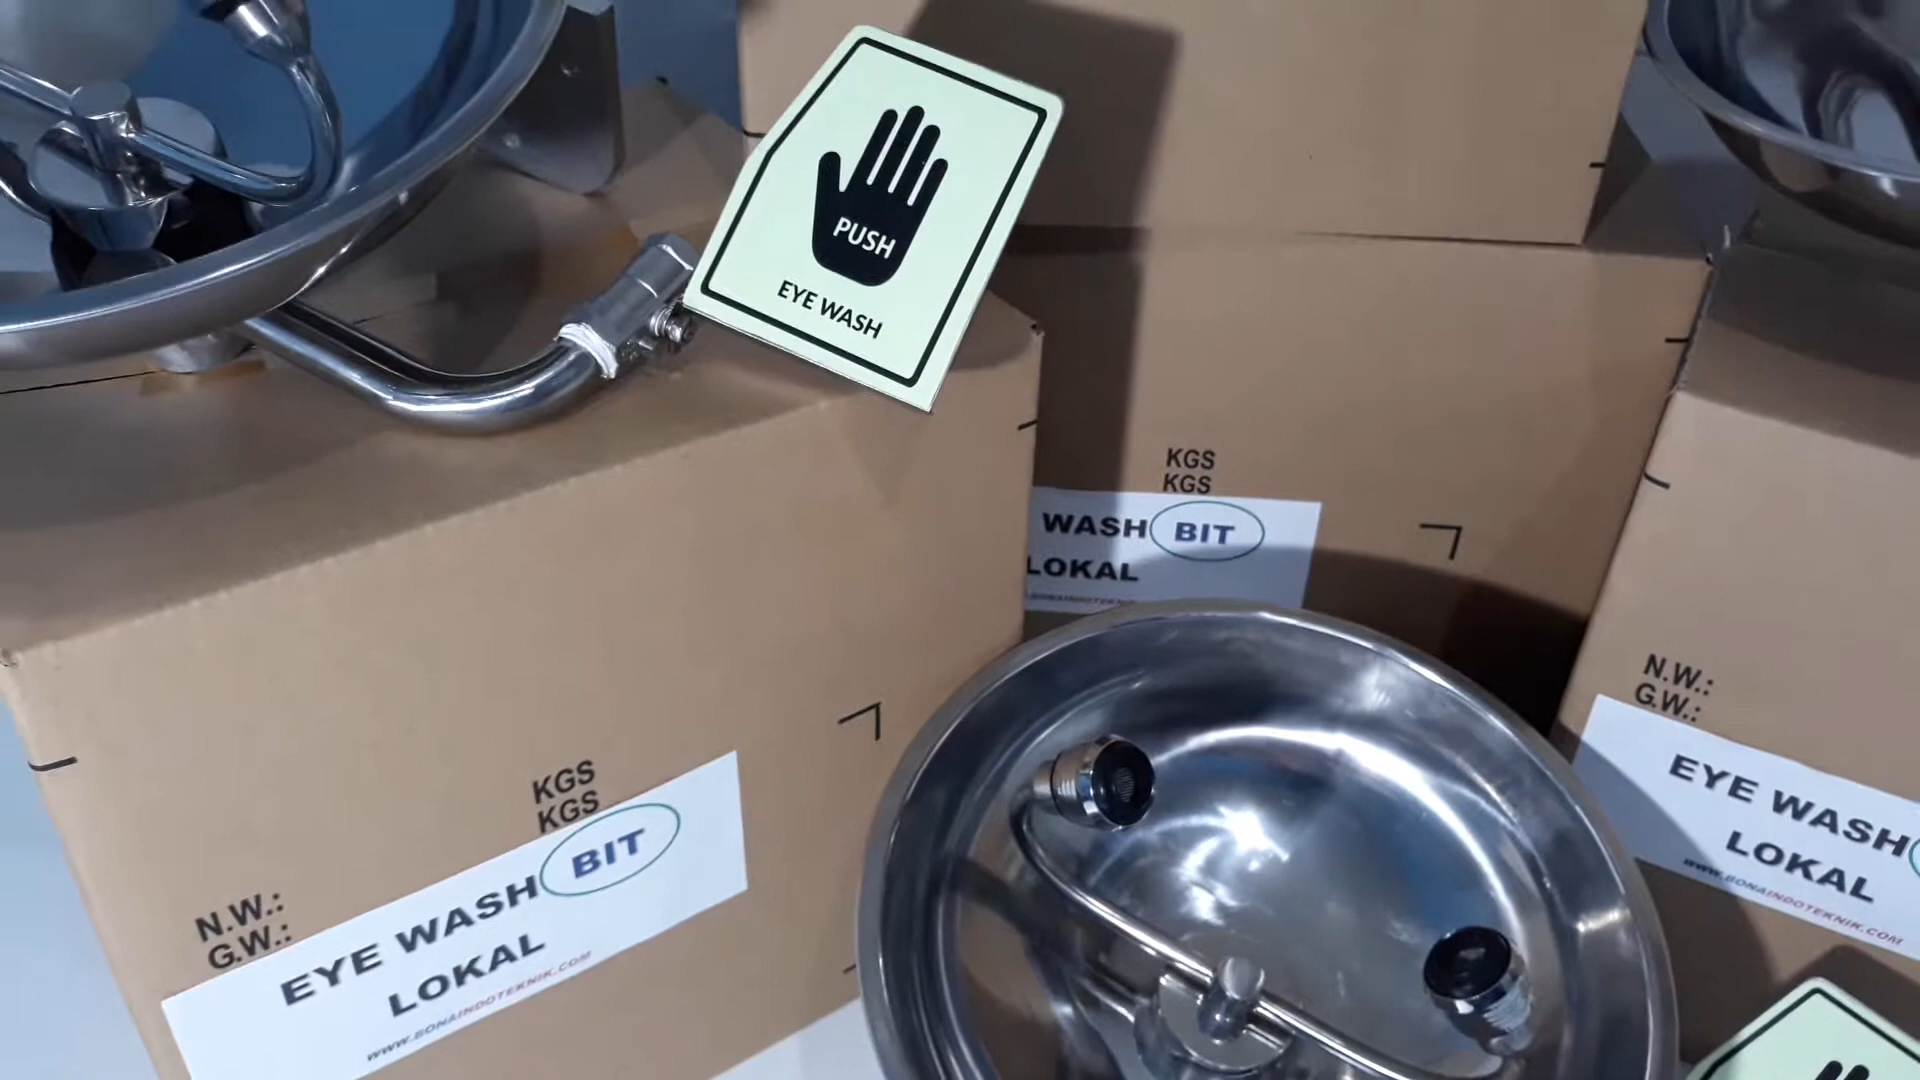 PUSH
EYE WASH
KGS
KGS
WASH BIT
LOKAL
N.W.:
G.W.:
EYE WASH
LOKAL
WWW.BONAINDOTEKNIK.COM
KGS
KGS
N.W.:
G.W.:
EYE WASH BIT
LOKAL
WWW.BONAINDOTEKNIK.COM